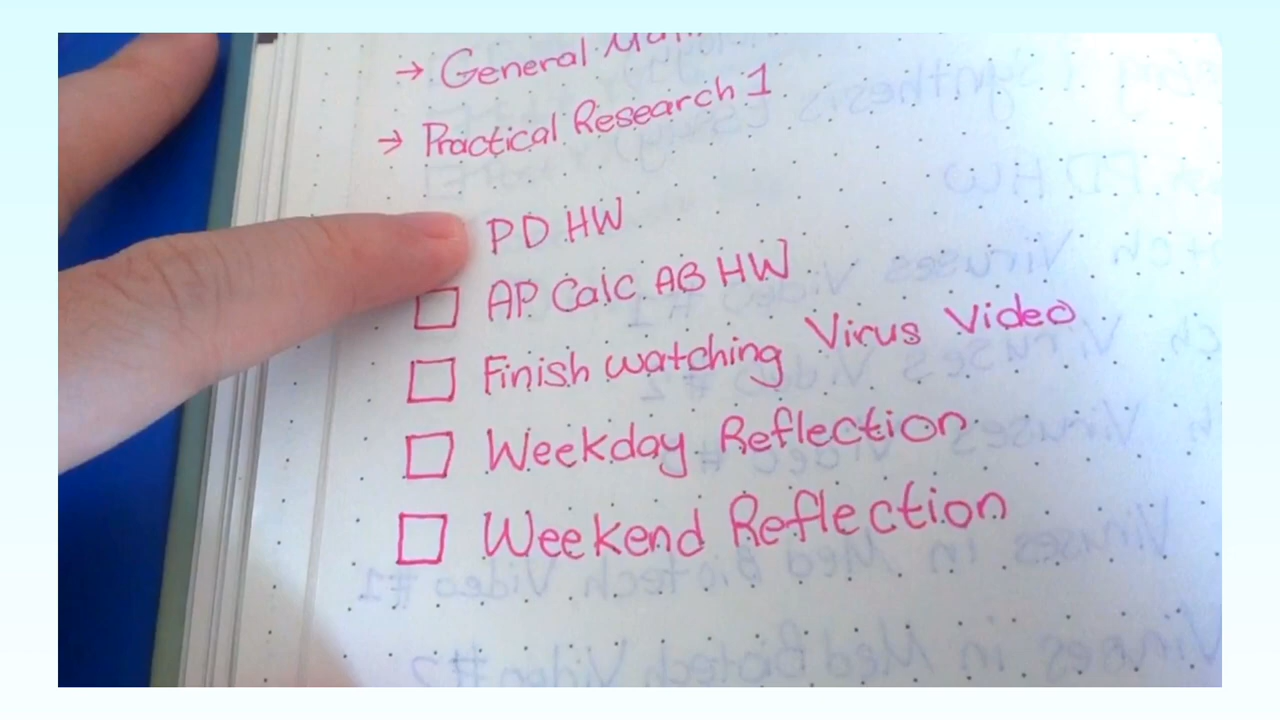 → General
→ Practical Research 1
PD HW
AP Calc AB HW
Finish watching Virus Video
Weekday Reflection
Weekend Reflection